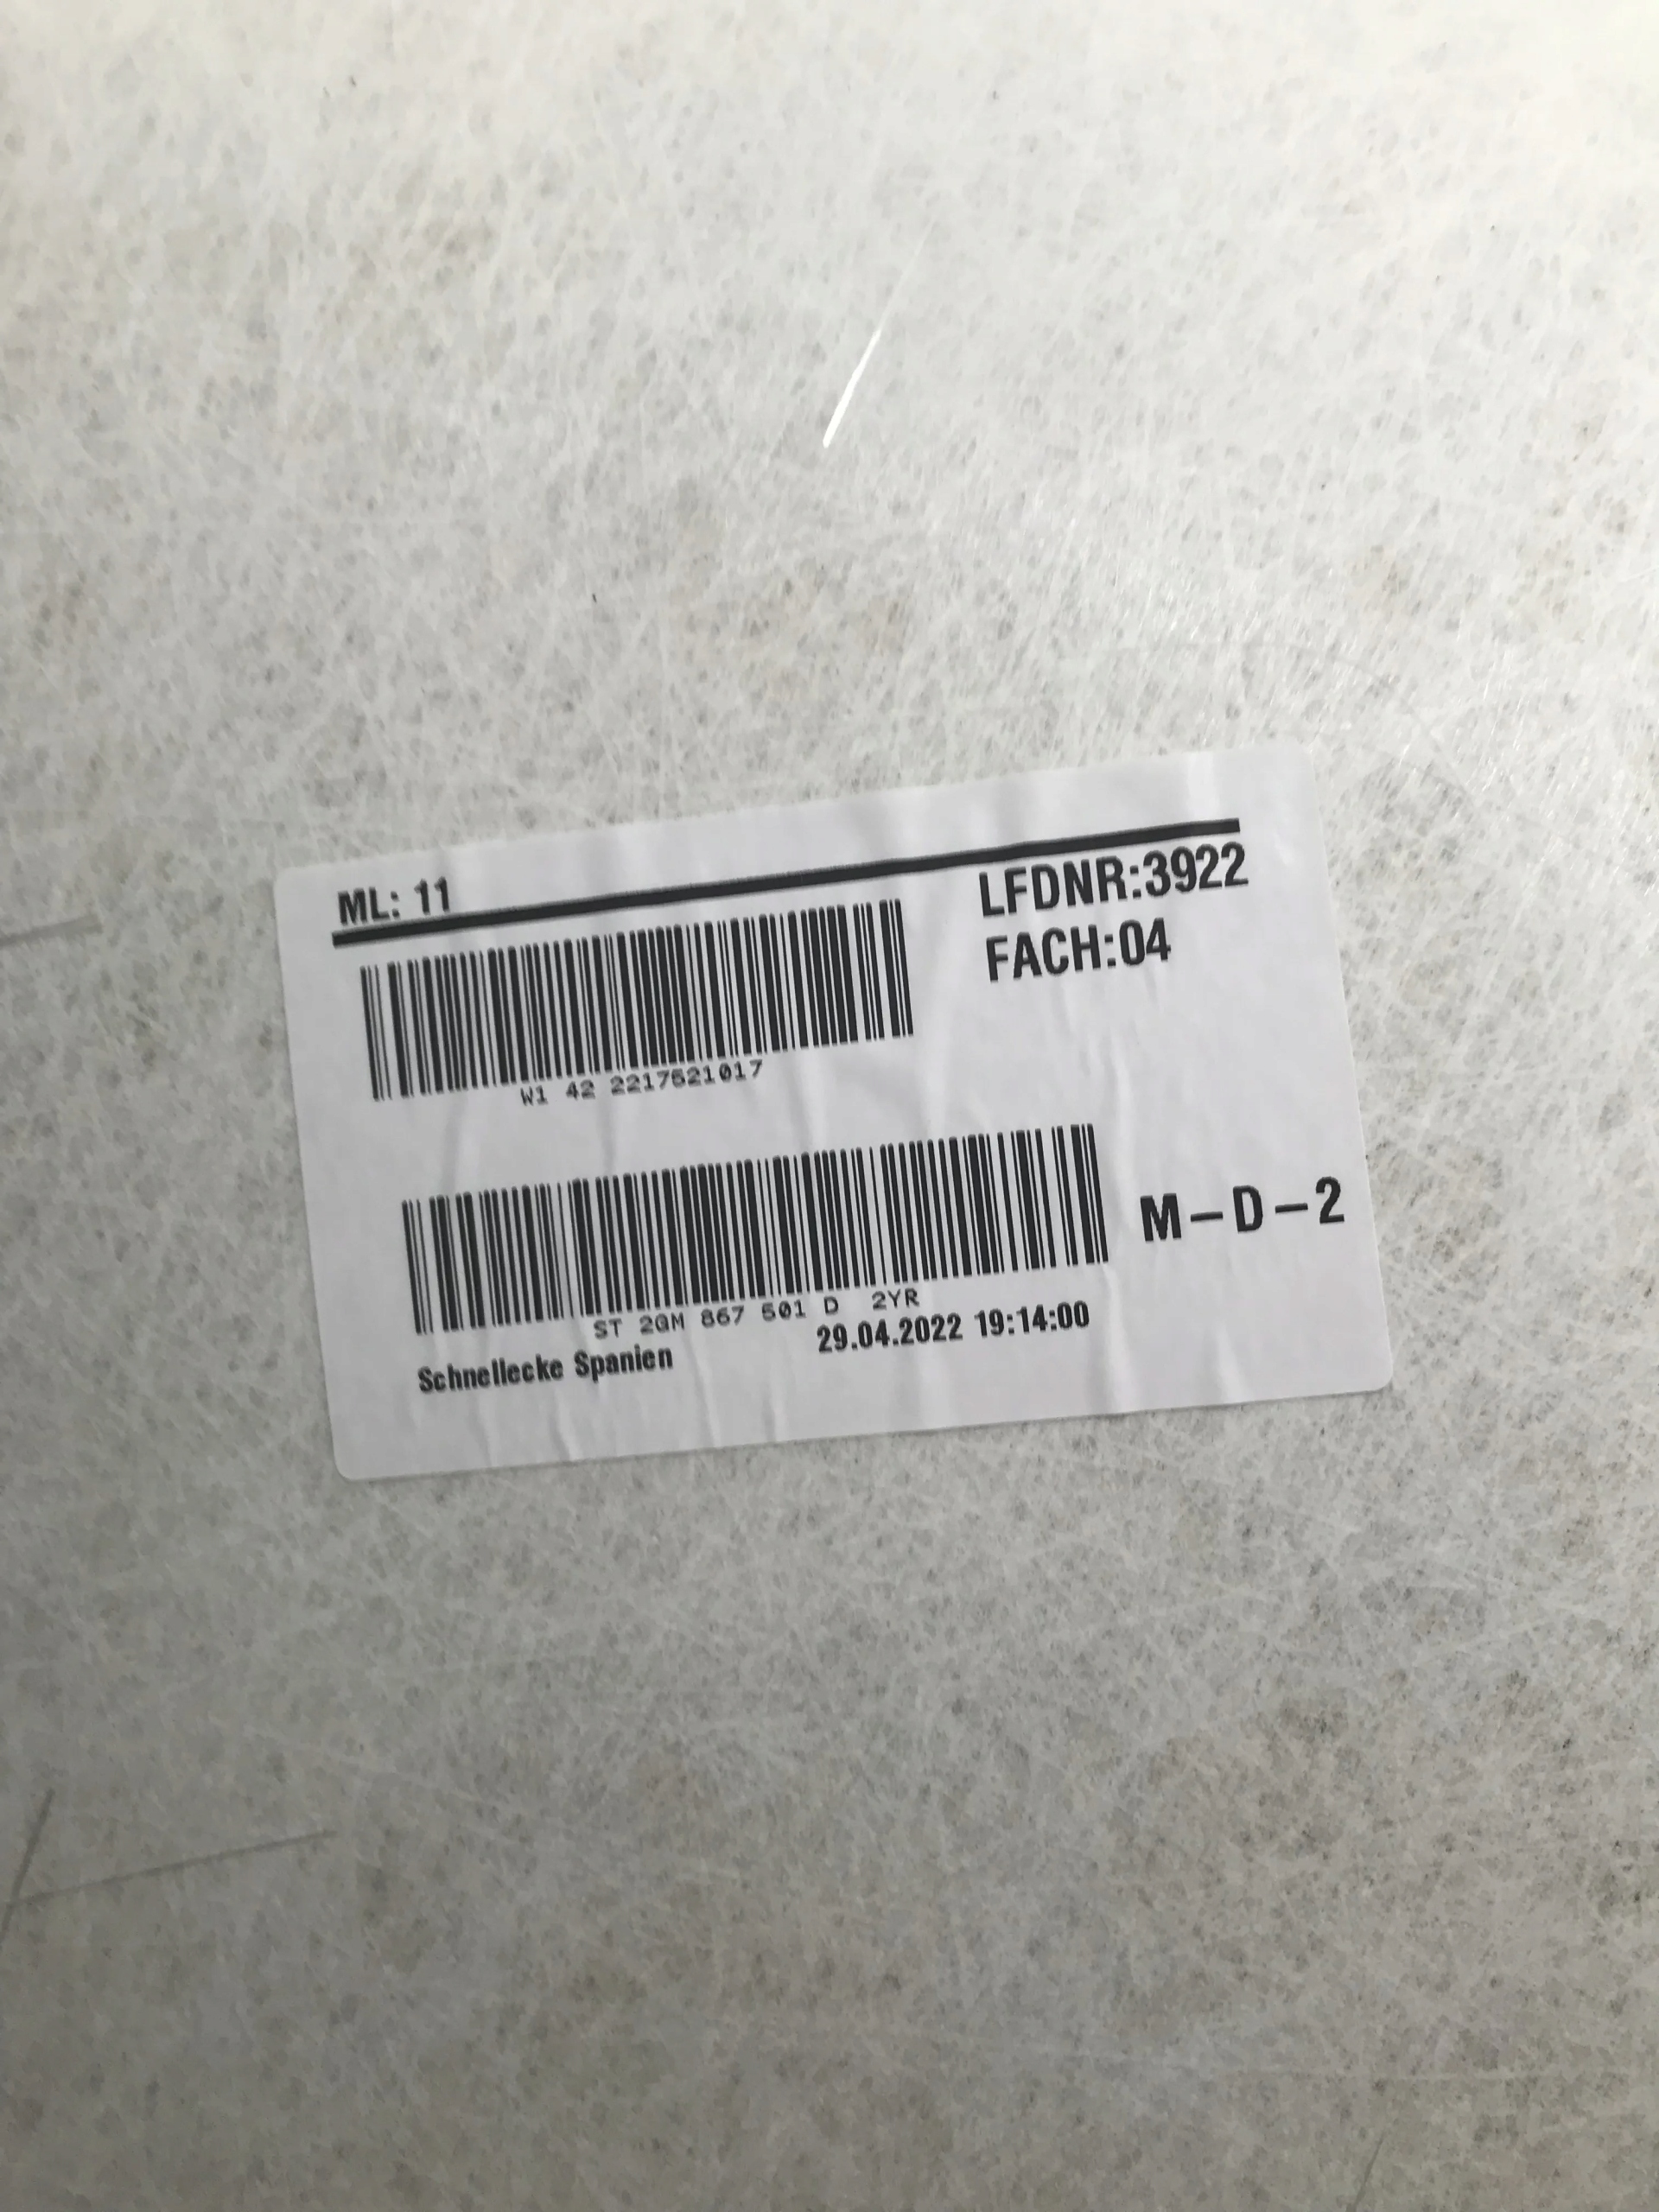 ML: 11
LFDNR:3922
FACH:04
W1 42 2217521017
M-D-2
ST 2GM 867 501 D 2YR
Schnellecke Spanien 29.04.2022 19:14:00